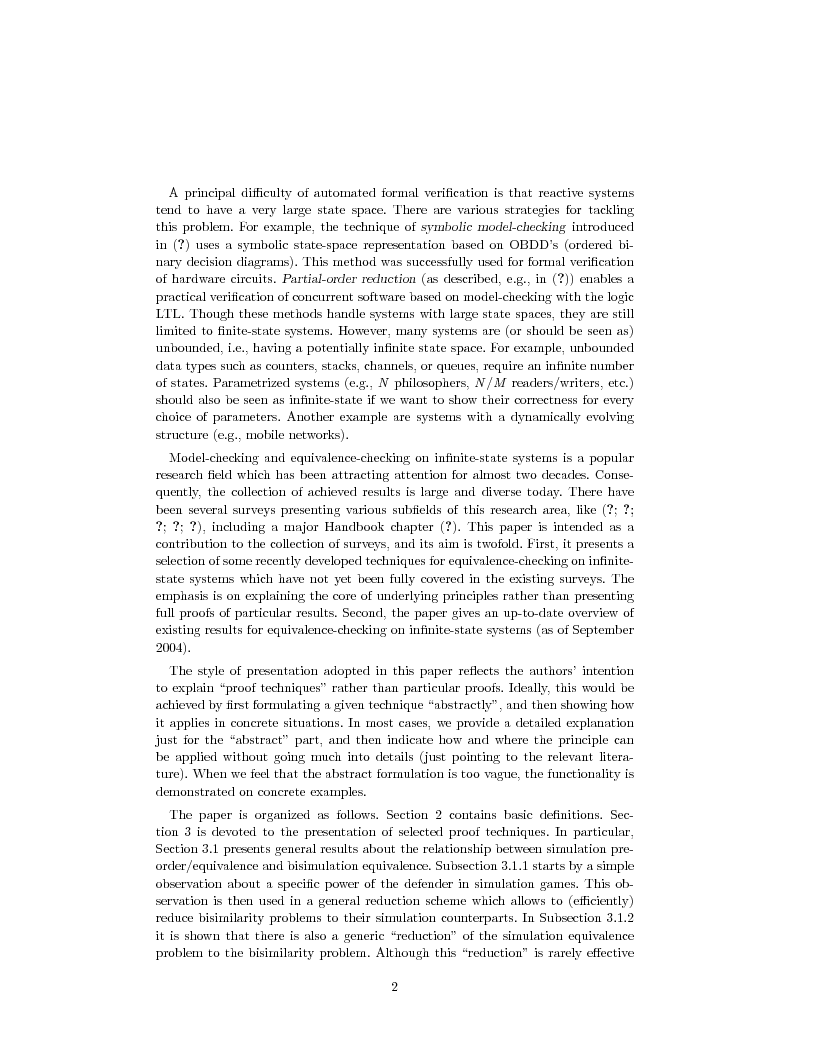 A principal difficulty of automated formal verification is that reactive systems
tend to have a very large state space. There are various strategies for tackling
this problem. For example, the technique of symbolic model-checking introduced
in (?) uses a symbolic state-space representation based on OBDD's (ordered bi-
nary decision diagrams). This method was successfully used for formal verification
of hardware circuits. Partial-order reduction (as described, e.g., in (?)) enables a
practical verification of concurrent software based on model-checking with the logic
LTL. Though these methods handle systems with large state spaces, they are still
limited to finite-state systems. However, many systems are (or should be seen as)
unbounded, i.e., having a potentially infinite state space. For example, unbounded
data types such as counters, stacks, channels, or queues, require an infinite number
of states. Parametrized systems (e.g., N philosophers, N/M readers/writers, etc.)
should also be seen as infinite-state if we want to show their correctness for every
choice of parameters. Another example are systems with a dynamically evolving
structure (e.g., mobile networks).
Model-checking and equivalence-checking on infinite-state systems is a popular
research field which has been attracting attention for almost two decades. Conse-
quently, the collection of achieved results is large and diverse today. There have
been several surveys presenting various subfields of this research area, like (?; ?;
?; ?; ?), including a major Handbook chapter (?). This paper is intended as a
contribution to the collection of surveys, and its aim is twofold. First, it presents a
selection of some recently developed techniques for equivalence-checking on infinite-
state systems which have not yet been fully covered in the existing surveys. The
emphasis is on explaining the core of underlying principles rather than presenting
full proofs of particular results. Second, the paper gives an up-to-date overview of
existing results for equivalence-checking on infinite-state systems (as of September
2004).
The style of presentation adopted in this paper reflects the authors' intention
to explain “proof techniques” rather than particular proofs. Ideally, this would be
achieved by first formulating a given technique “abstractly”, and then showing how
it applies in concrete situations. In most cases, we provide a detailed explanation
just for the “abstract” part, and then indicate how and where the principle can
be applied without going much into details (just pointing to the relevant litera-
ture). When we feel that the abstract formulation is too vague, the functionality is
demonstrated on concrete examples.
The paper is organized as follows. Section 2 contains basic definitions. Sec-
tion 3 is devoted to the presentation of selected proof techniques. In particular,
Section 3.1 presents general results about the relationship between simulation pre-
order/equivalence and bisimulation equivalence. Subsection 3.1.1 starts by a simple
observation about a specific power of the defender in simulation games. This ob-
servation is then used in a general reduction scheme which allows to (efficiently)
reduce bisimilarity problems to their simulation counterparts. In Subsection 3.1.2
it is shown that there is also a generic “reduction” of the simulation equivalence
problem to the bisimilarity problem. Although this “reduction” is rarely effective
2